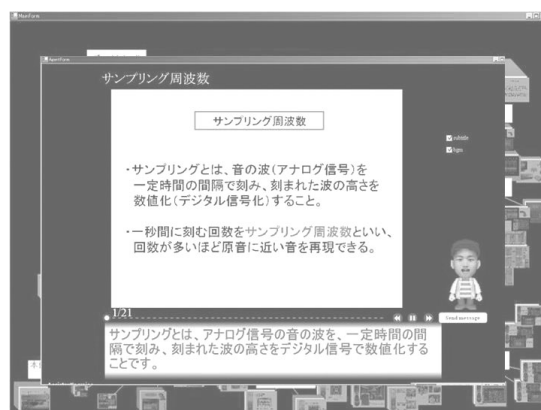 MainForm
AgentForm
サンプリング周波数
サンプリング周波数
subtitle
・サンプリングとは、音の波(アナログ信号)を
一定時間の間隔で刻み、刻まれた波の高さを
数値化(デジタル信号化)すること。
・一秒間に刻む回数をサンプリング周波数といい、
回数が多いほど原音に近い音を再現できる。
1/21
Send message
サンプリングとは、アナログ信号の音の波を、一定時間の間
隔で刻み、刻まれた波の高さをデジタル信号で数値化する
ことです。